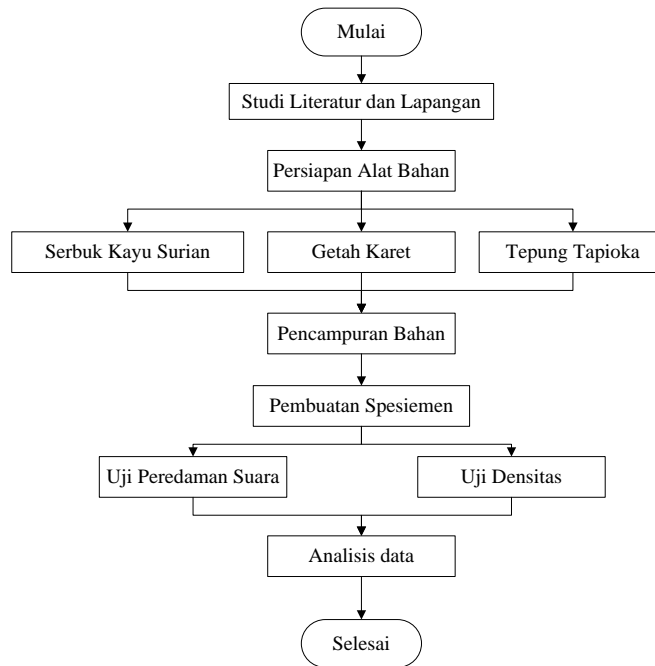 Mulai
Studi Literatur dan Lapangan
Persiapan Alat Bahan
Serbuk Kayu Surian
Getah Karet
Tepung Tapioka
Pencampuran Bahan
Pembuatan Spesiemen
Uji Peredaman Suara
Uji Densitas
Analisis data
Selesai